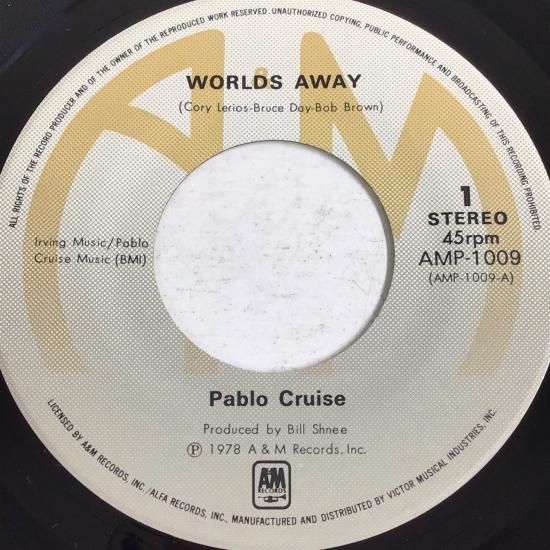 ALL RIGHTS OF THE RECORD PRODUCER AND OF THE OWNER OF THE REPRODUCED WORK RESERVED. UNAUTHORIZED COPYING, PUBLIC PERFORMANCE AND BROADCASTING OF THIS RECORDING PROHIBITED
WORLDS AWAY
(Cory Lerios-Bruce Day-Bob Brown)
1
STEREO
45rpm
AMP-1009
(AMP-1009-A)
Irving Music/Pablo
Cruise Music (BMI)
Pablo Cruise
Produced by Bill Shnee
Ⓟ 1978 A & M Records, Inc.
A&M
RECORDS
LICENSED BY A&M RECORDS, INC./ALFA RECORDS, INC., MANUFACTURED AND DISTRIBUTED BY VICTOR MUSICAL INDUSTRIES, INC.